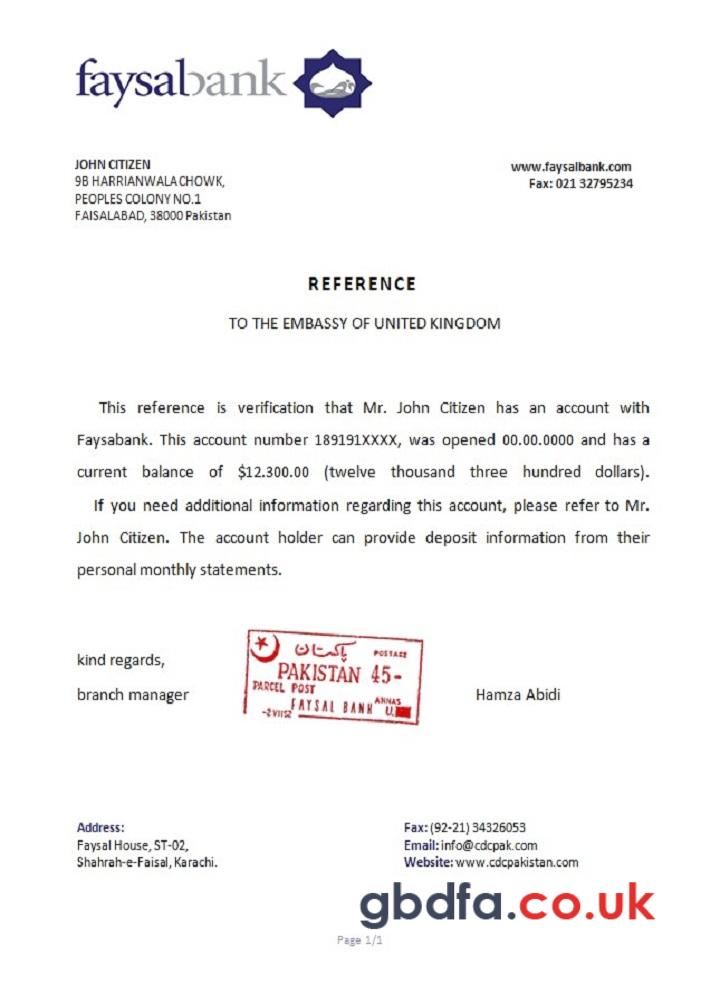 faysalbank
JOHN CITIZEN
9B HARRIANWALA CHOWK,
PEOPLES COLONY NO.1
FAISALABAD, 38000 Pakistan
www.faysalbank.com
Fax: 021 32795234
REFERENCE
TO THE EMBASSY OF UNITED KINGDOM
This reference is verification that Mr. John Citizen has an account with
Faysabank. This account number 189191XXXX, was opened 00.00.0000 and has a
current balance of $12.300.00 (twelve thousand three hundred dollars).
If you need additional information regarding this account, please refer to Mr.
John Citizen. The account holder can provide deposit information from their
personal monthly statements.
kind regards,
branch manager
پاکستان
POSTAGE
PAKISTAN 45-
PARCEL POST
ANNAS
FAYSAL BANK U.
Hamza Abidi
Address:
Faysal House, ST-02,
Shahrah-e-Faisal, Karachi.
Fax: (92-21) 34326053
Email: info@cdcpak.com
Website: www.cdcpakistan.com
gbdfa.co.uk
Page 1/1